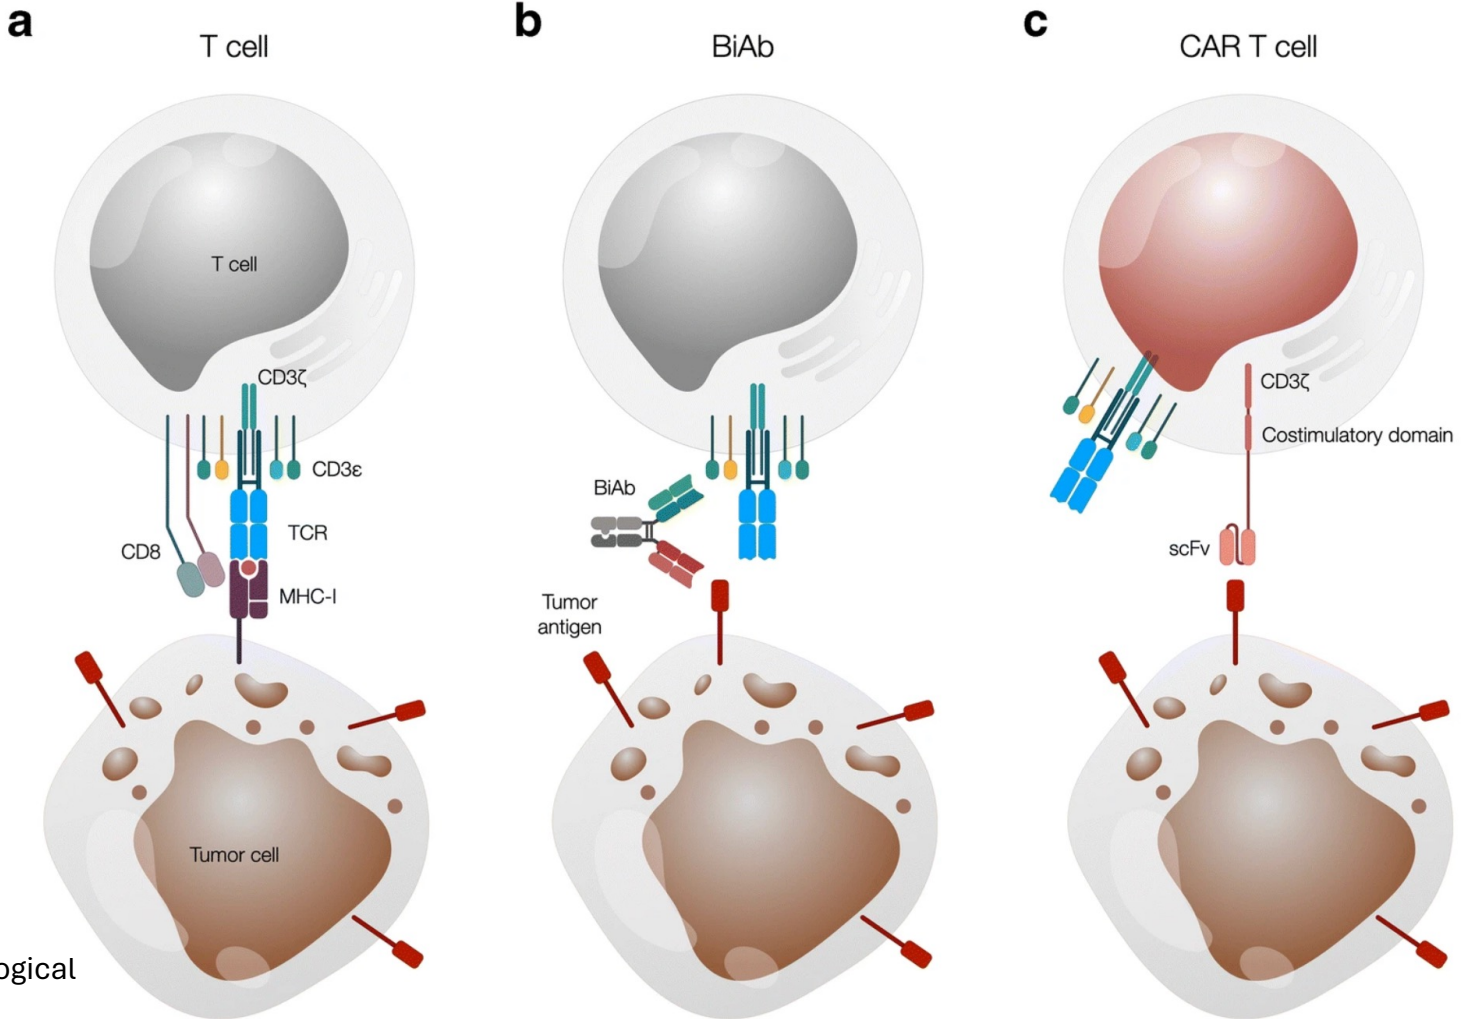 a
T cell
T cell
CD3ζ
CD3ε
TCR
CD8
MHC-I
Tumor cell
ogical
b
BiAb
BiAb
Tumor
antigen
c
CAR T cell
CD3ζ
Costimulatory domain
scFv